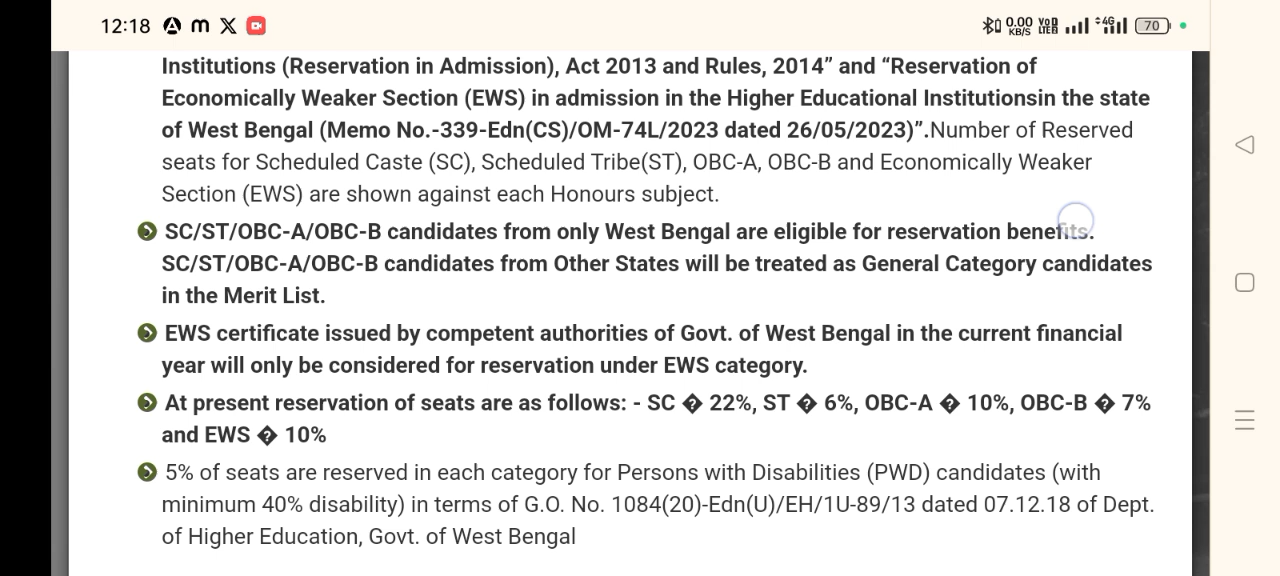 12:18 m X 0.00 KB/S VoD LTE 4G 70
Institutions (Reservation in Admission), Act 2013 and Rules, 2014” and “Reservation of
Economically Weaker Section (EWS) in admission in the Higher Educational Institutionsin the state
of West Bengal (Memo No.-339-Edn(CS)/OM-74L/2023 dated 26/05/2023)”.Number of Reserved
seats for Scheduled Caste (SC), Scheduled Tribe(ST), OBC-A, OBC-B and Economically Weaker
Section (EWS) are shown against each Honours subject.
SC/ST/OBC-A/OBC-B candidates from only West Bengal are eligible for reservation benefits.
SC/ST/OBC-A/OBC-B candidates from Other States will be treated as General Category candidates
in the Merit List.
EWS certificate issued by competent authorities of Govt. of West Bengal in the current financial
year will only be considered for reservation under EWS category.
At present reservation of seats are as follows: - SC � 22%, ST � 6%, OBC-A � 10%, OBC-B � 7%
and EWS � 10%
5% of seats are reserved in each category for Persons with Disabilities (PWD) candidates (with
minimum 40% disability) in terms of G.O. No. 1084(20)-Edn(U)/EH/1U-89/13 dated 07.12.18 of Dept.
of Higher Education, Govt. of West Bengal